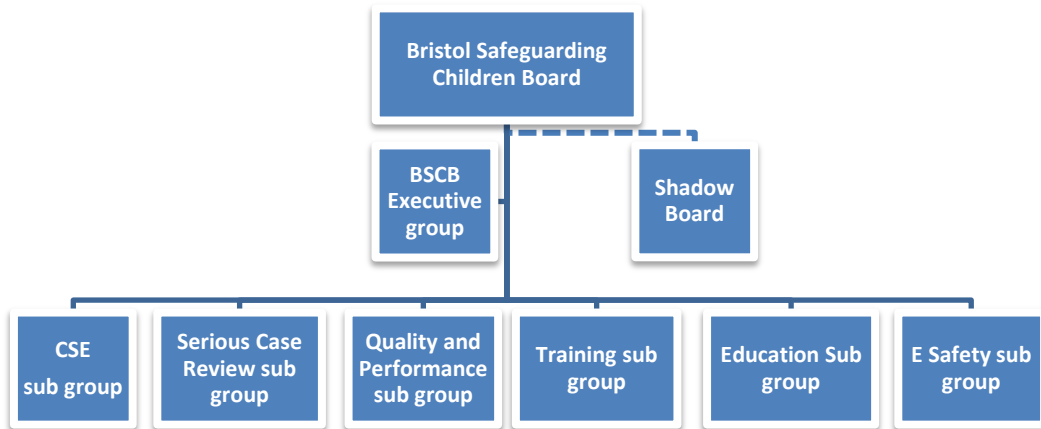 Bristol Safeguarding
Children Board
BSCB
Executive
group
Shadow
Board
CSE
sub group
Serious Case
Review sub
group
Quality and
Performance
sub group
Training sub
group
Education Sub
group
E Safety sub
group